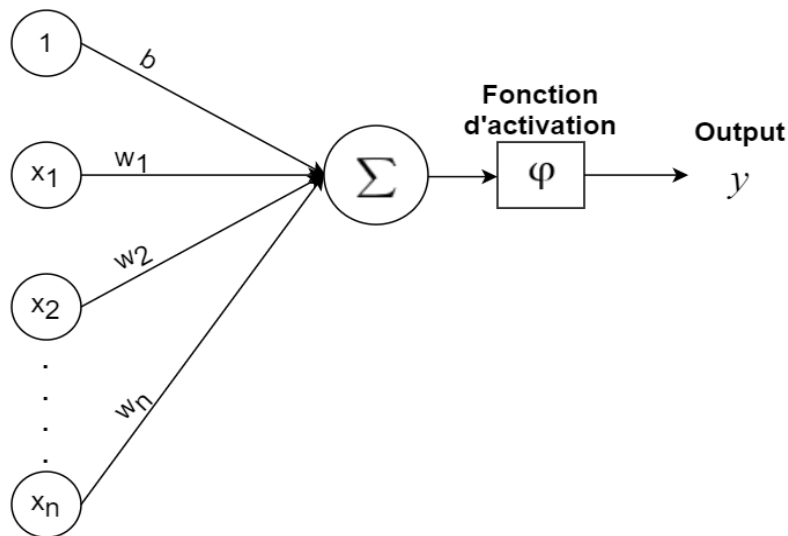 1
b
Fonction
d'activation
Output
x1
w1
∑
φ
y
w2
x2
.
.
.
.
wn
xn